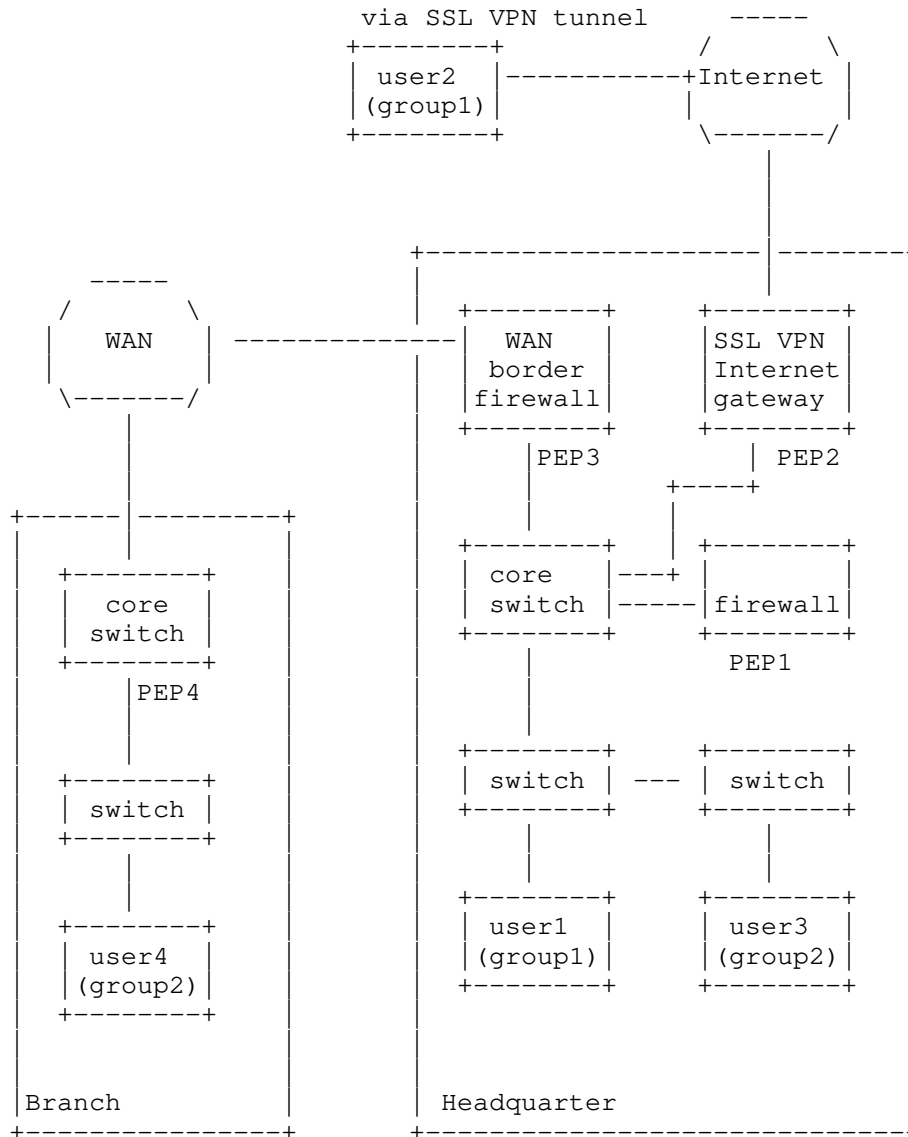 via SSL VPN tunnel
user2
(group1)
Internet
WAN
WAN
border
firewall
SSL VPN
Internet
gateway
PEP3
PEP2
core
switch
core
switch
firewall
PEP4
PEP1
switch
switch
switch
user4
(group2)
user1
(group1)
user3
(group2)
Branch
Headquarter